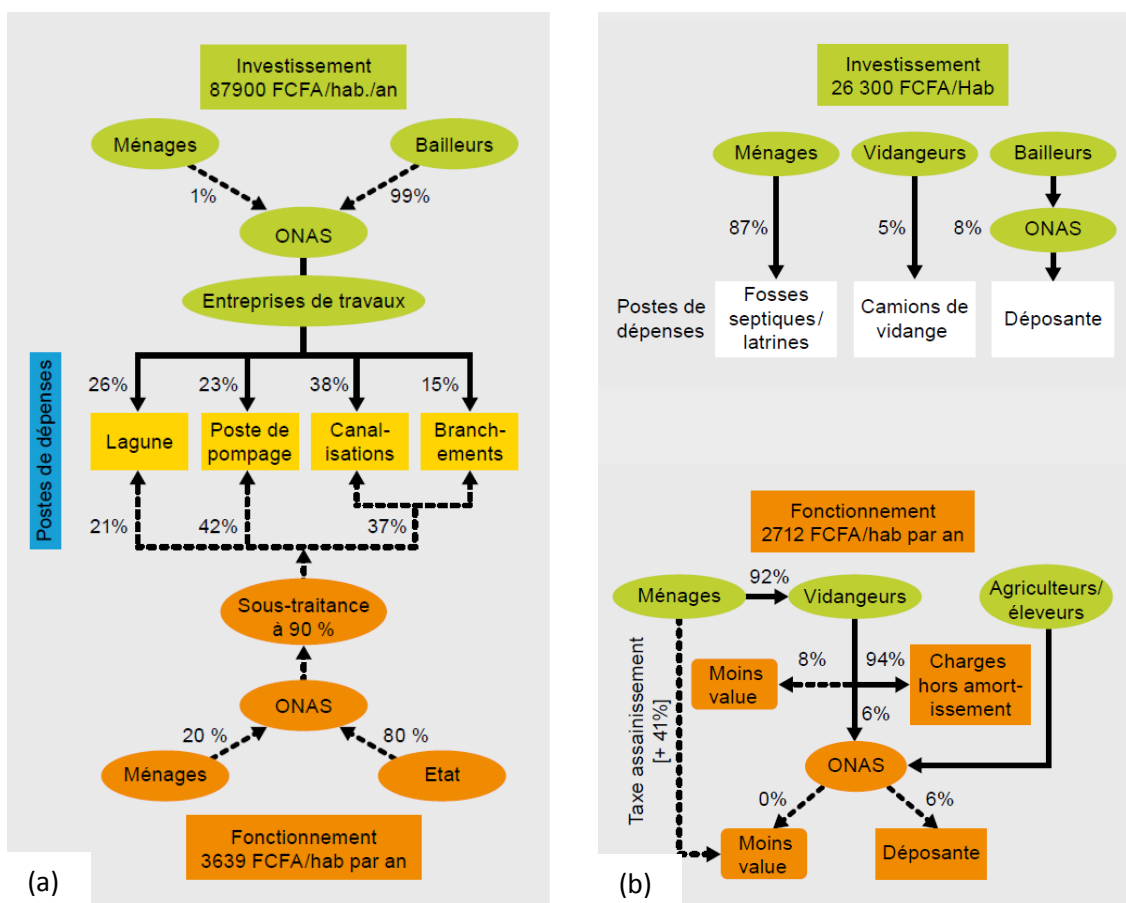 Investissement
87900 FCFA/hab./an
Ménages
Bailleurs
1%
99%
ONAS
Entreprises de travaux
Postes de dépenses
26%
23%
38%
15%
Lagune
Poste de
pompage
Canal-
isations
Branch-
ements
21%
42%
37%
Sous-traitance
à 90 %
ONAS
20 %
80 %
Ménages
Etat
Fonctionnement
3639 FCFA/hab par an
(a)
Investissement
26 300 FCFA/Hab
Ménages
Vidangeurs
Bailleurs
87%
5%
8%
ONAS
Postes de
dépenses
Fosses
septiques/
latrines
Camions de
vidange
Déposante
Fonctionnement
2712 FCFA/hab par an
Ménages
92%
Vidangeurs
Agriculteurs/
éleveurs
Taxe assainissement
[+ 41%]
Moins
value
8%
94%
Charges
hors amort-
issement
6%
ONAS
0%
6%
Moins
value
Déposante
(b)